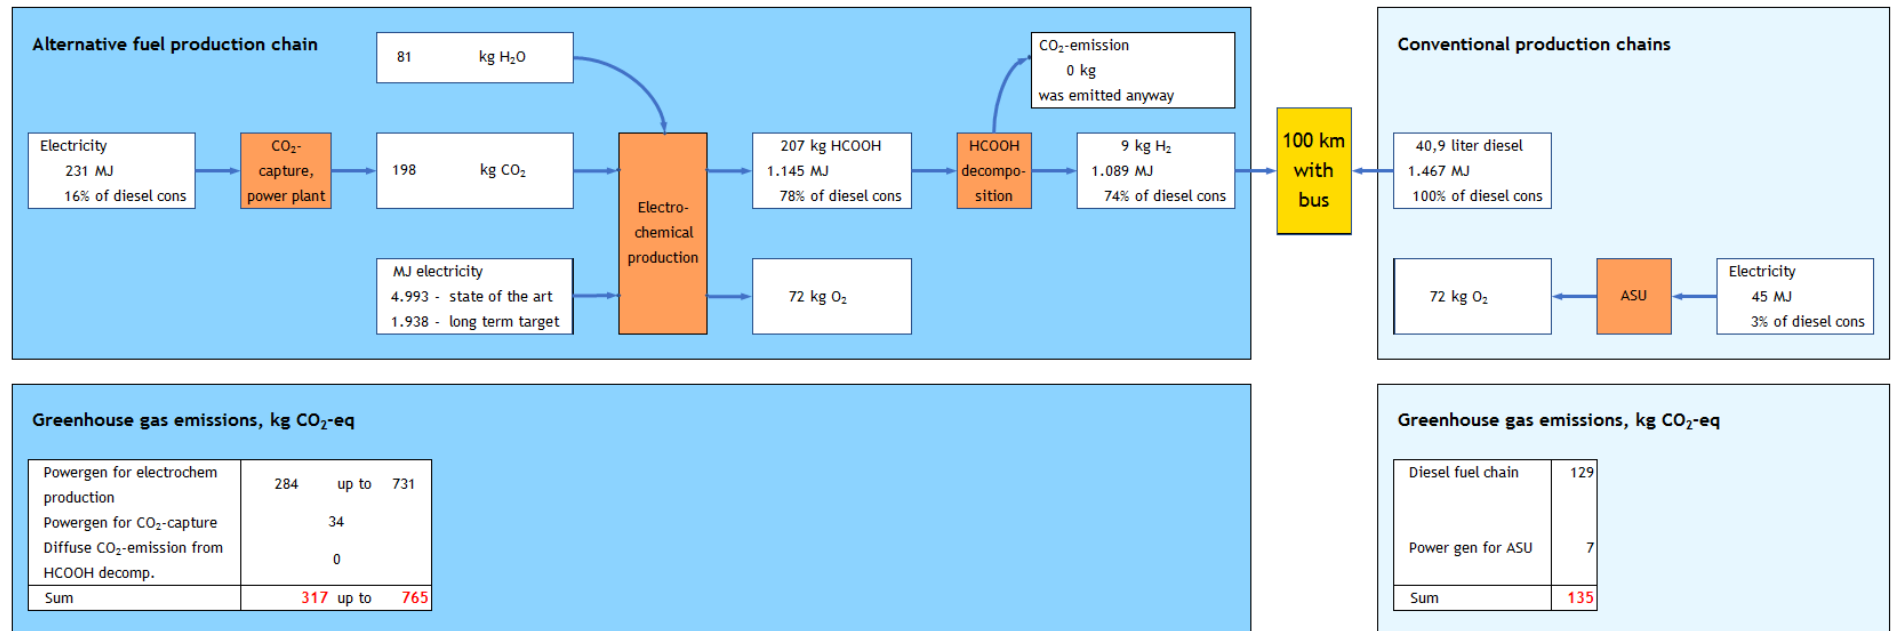 Alternative fuel production chain
81 kg H₂O
CO₂-emission
0 kg
was emitted anyway
Electricity
231 MJ
16% of diesel cons
CO₂-
capture,
power plant
198 kg CO₂
Electro-
chemical
production
207 kg HCOOH
1.145 MJ
78% of diesel cons
HCOOH
decompo-
sition
9 kg H₂
1.089 MJ
74% of diesel cons
MJ electricity
4.993 - state of the art
1.938 - long term target
72 kg O₂
100 km
with
bus
Conventional production chains
40,9 liter diesel
1.467 MJ
100% of diesel cons
72 kg O₂
ASU
Electricity
45 MJ
3% of diesel cons
Greenhouse gas emissions, kg CO₂-eq
Powergen for electrochem
production
284 up to 731
Powergen for CO₂-capture
34
Diffuse CO₂-emission from
HCOOH decomp.
0
Sum 317 up to 765
Greenhouse gas emissions, kg CO₂-eq
Diesel fuel chain 129
Power gen for ASU 7
Sum 135